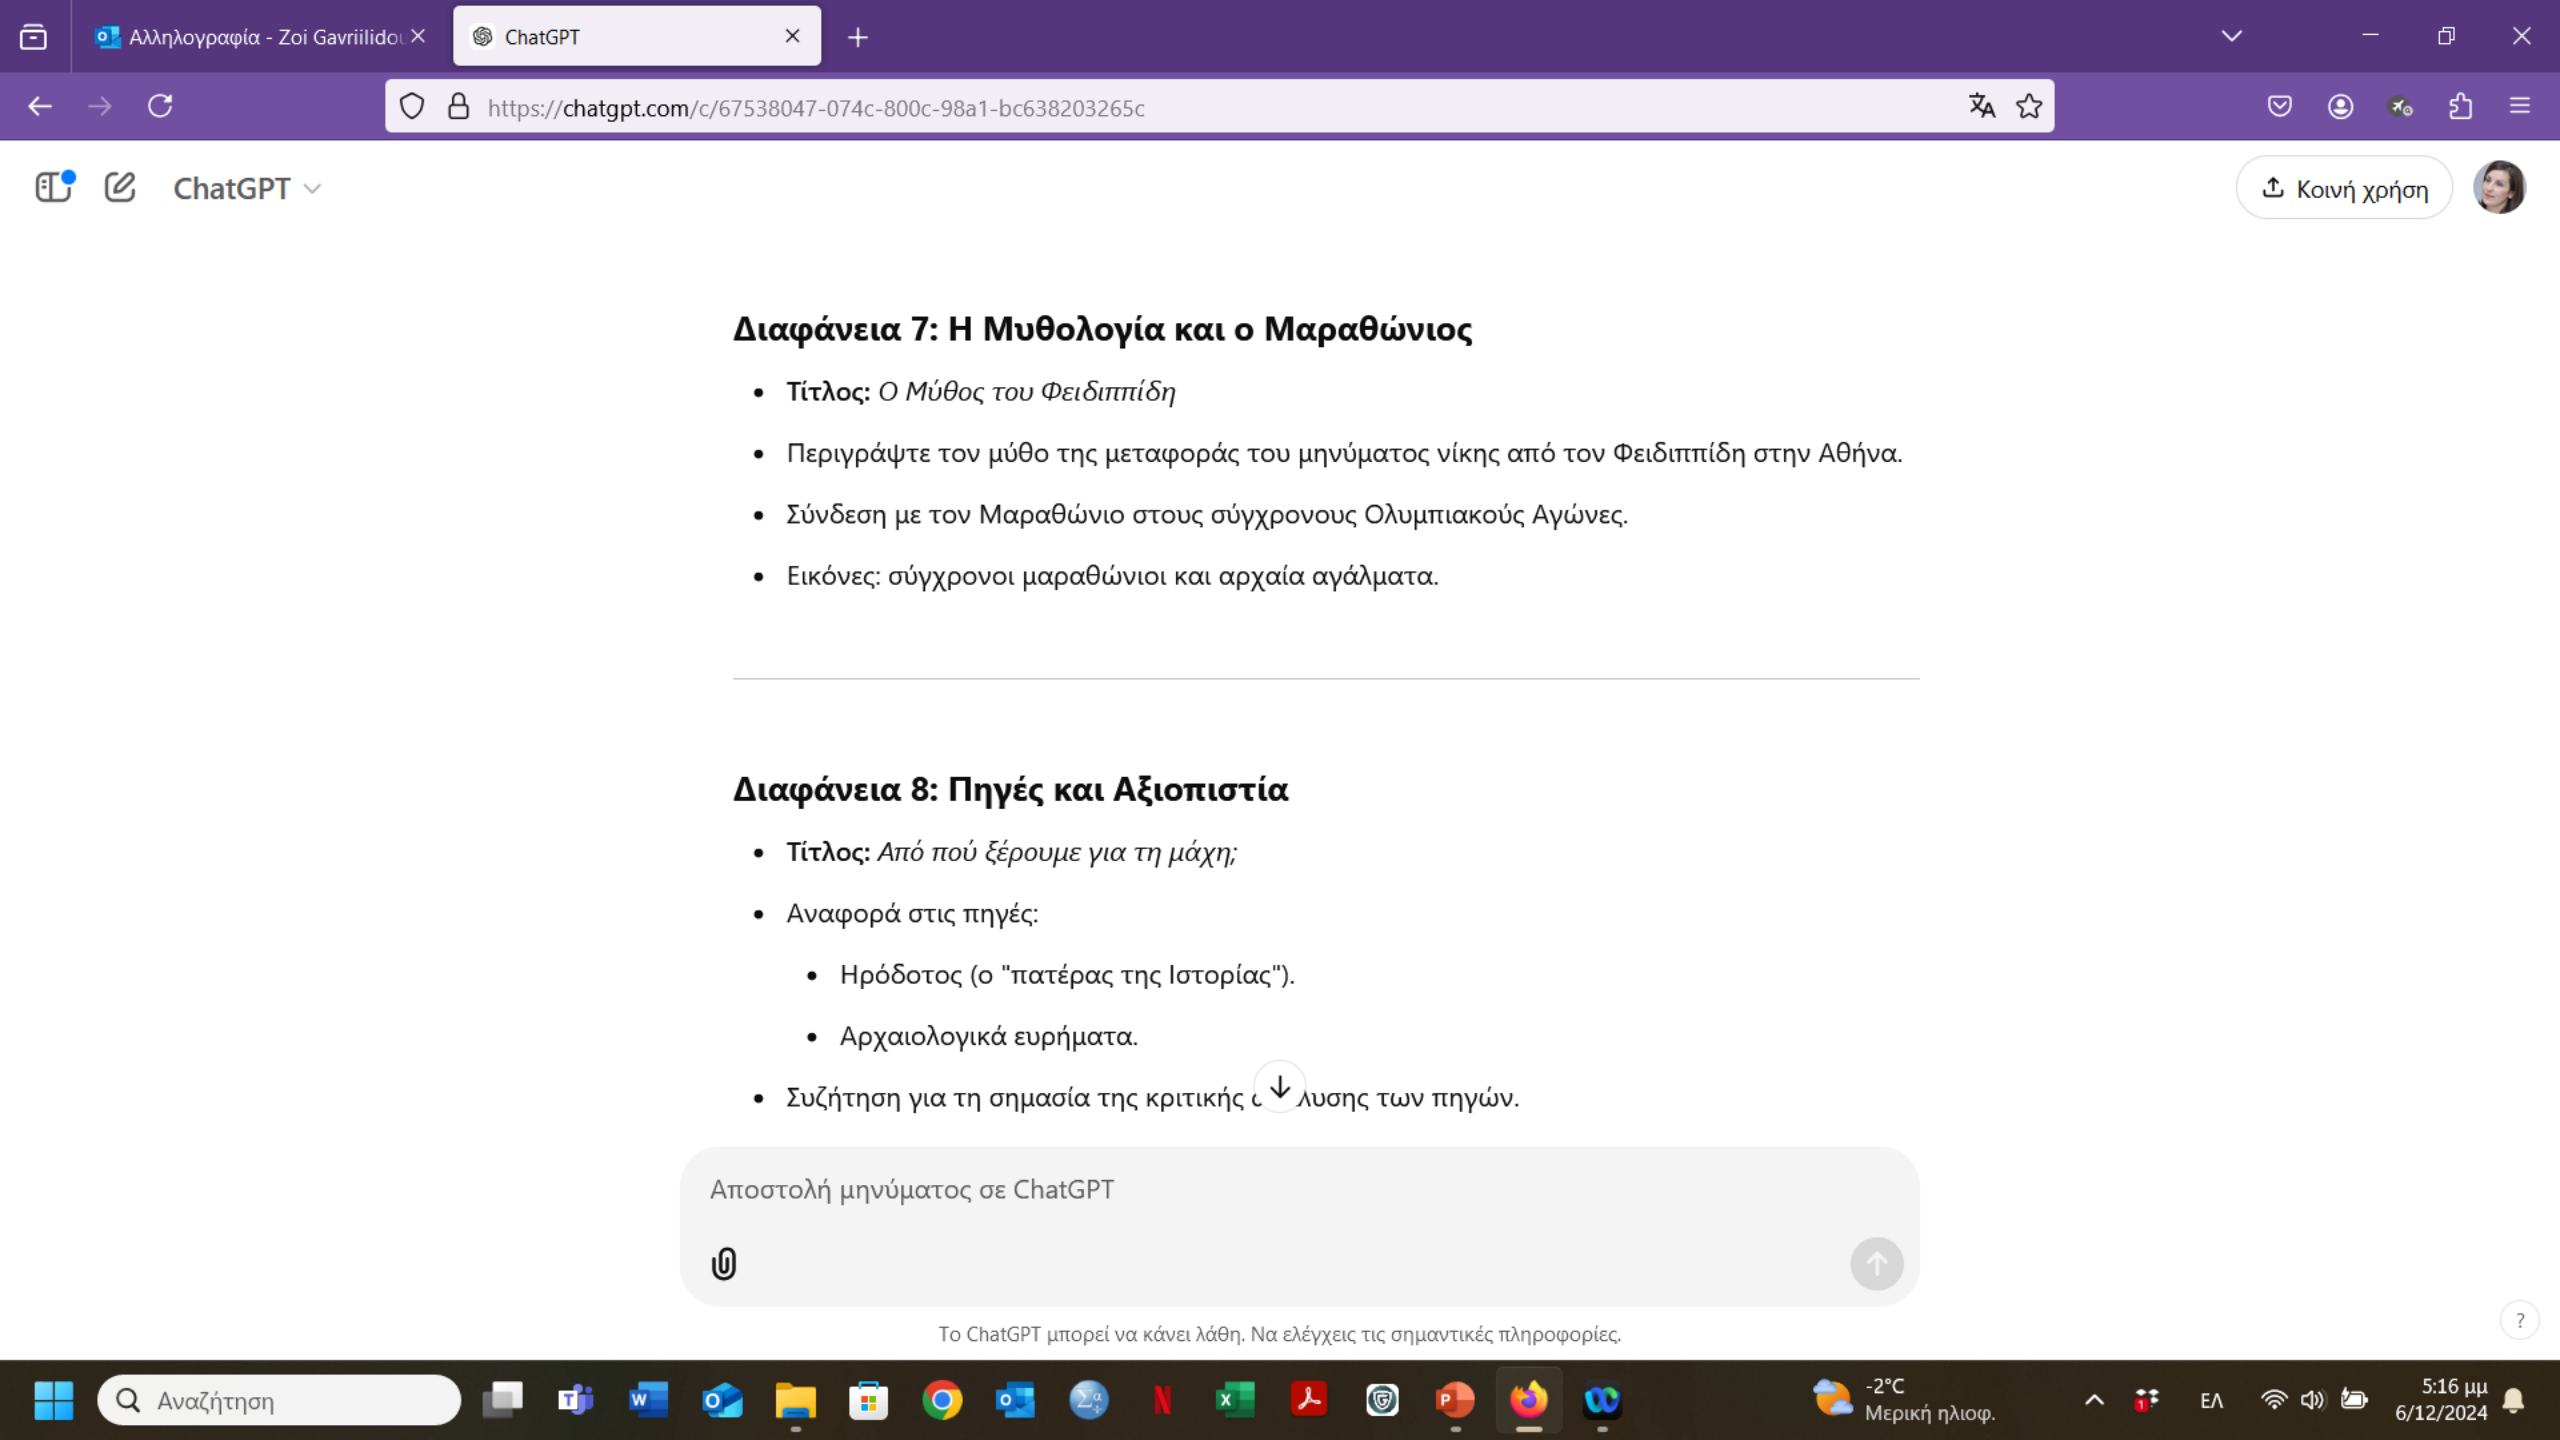 Αλληλογραφία - Zoi Gavriilidou
ChatGPT
https://chatgpt.com/c/67538047-074c-800c-98a1-bc638203265c
ChatGPT
Κοινή χρήση
Διαφάνεια 7: Η Μυθολογία και ο Μαραθώνιος
Τίτλος: Ο Μύθος του Φειδιππίδη
Περιγράψτε τον μύθο της μεταφοράς του μηνύματος νίκης από τον Φειδιππίδη στην Αθήνα.
Σύνδεση με τον Μαραθώνιο στους σύγχρονους Ολυμπιακούς Αγώνες.
Εικόνες: σύγχρονοι μαραθώνιοι και αρχαία αγάλματα.
Διαφάνεια 8: Πηγές και Αξιοπιστία
Τίτλος: Από πού ξέρουμε για τη μάχη;
Αναφορά στις πηγές:
Ηρόδοτος (ο "πατέρας της Ιστορίας").
Αρχαιολογικά ευρήματα.
Συζήτηση για τη σημασία της κριτικής ανάλυσης των πηγών.
Αποστολή μηνύματος σε ChatGPT
Το ChatGPT μπορεί να κάνει λάθη. Να ελέγχεις τις σημαντικές πληροφορίες.
?
Αναζήτηση
-2°C
Μερική ηλιοφ.
ΕΛ
5:16 μμ
6/12/2024